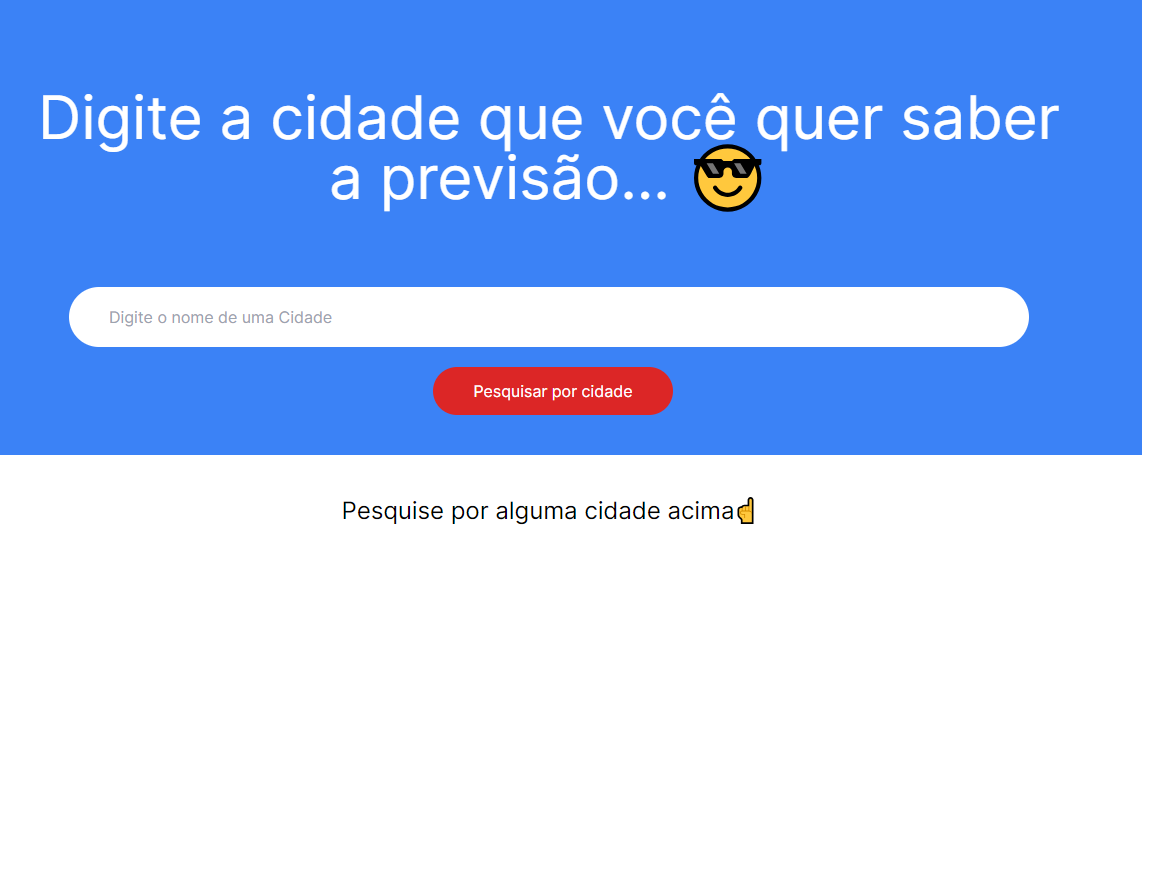 Digite a cidade que você quer saber
a previsão... 😎
Digite o nome de uma Cidade
Pesquisar por cidade
Pesquise por alguma cidade acima☝